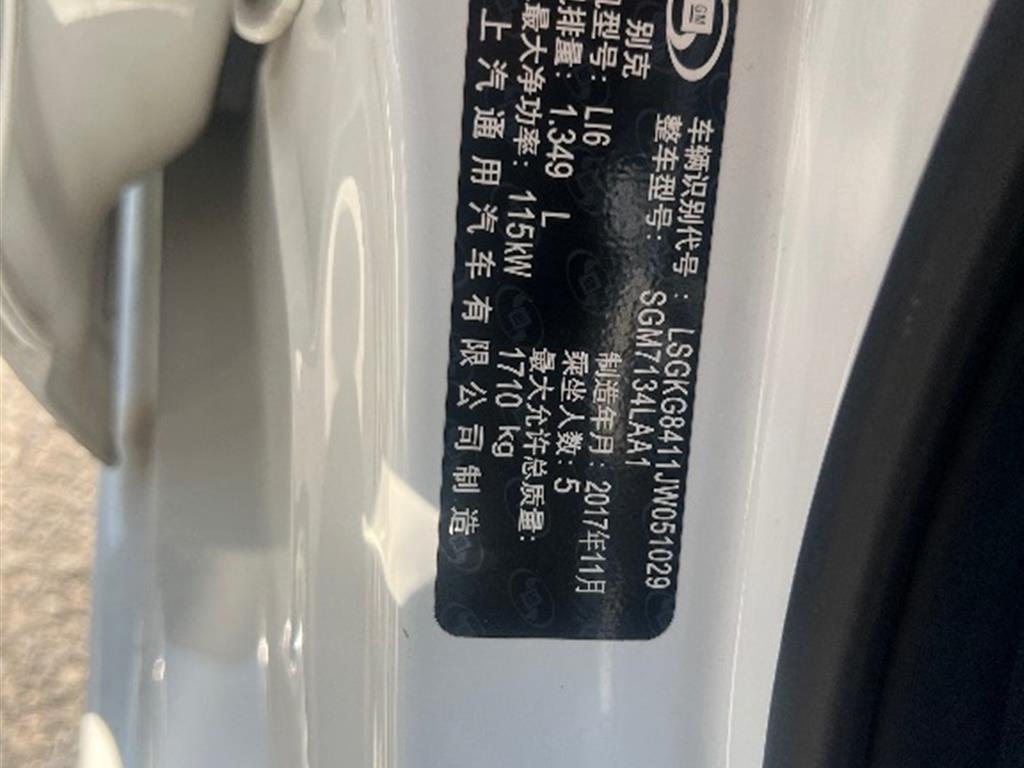 GM
车辆识别代号：LSGKG8411JW051029
整车型号：SGM7134LAA1
别克
制造年月：2017年11月
机型号：LI6
乘坐人数：5
排量：1.349 L
最大允许总质量：
最大净功率：115kW
1710 kg
上汽通用汽车有限公司制造